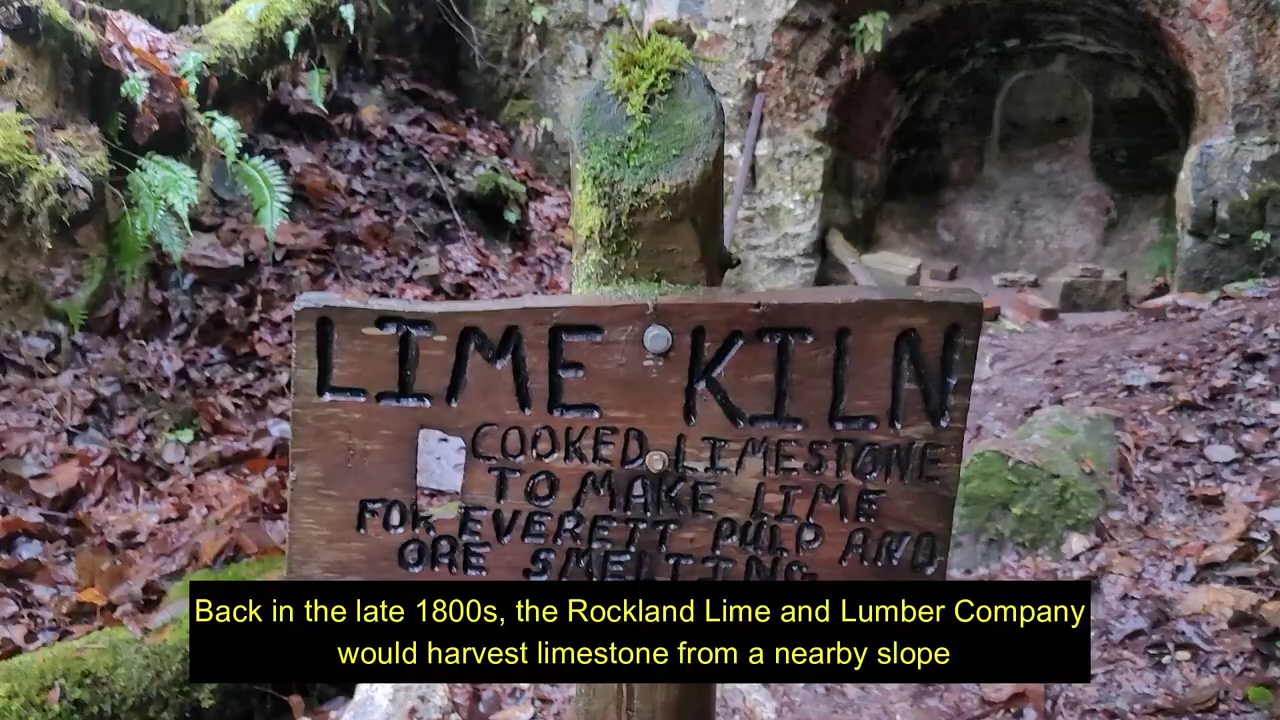 LIME KILN
COOKED LIMESTONE
TO MAKE LIME
FOR EVERETT PULP AND
ORE SMELTING
Back in the late 1800s, the Rockland Lime and Lumber Company
would harvest limestone from a nearby slope